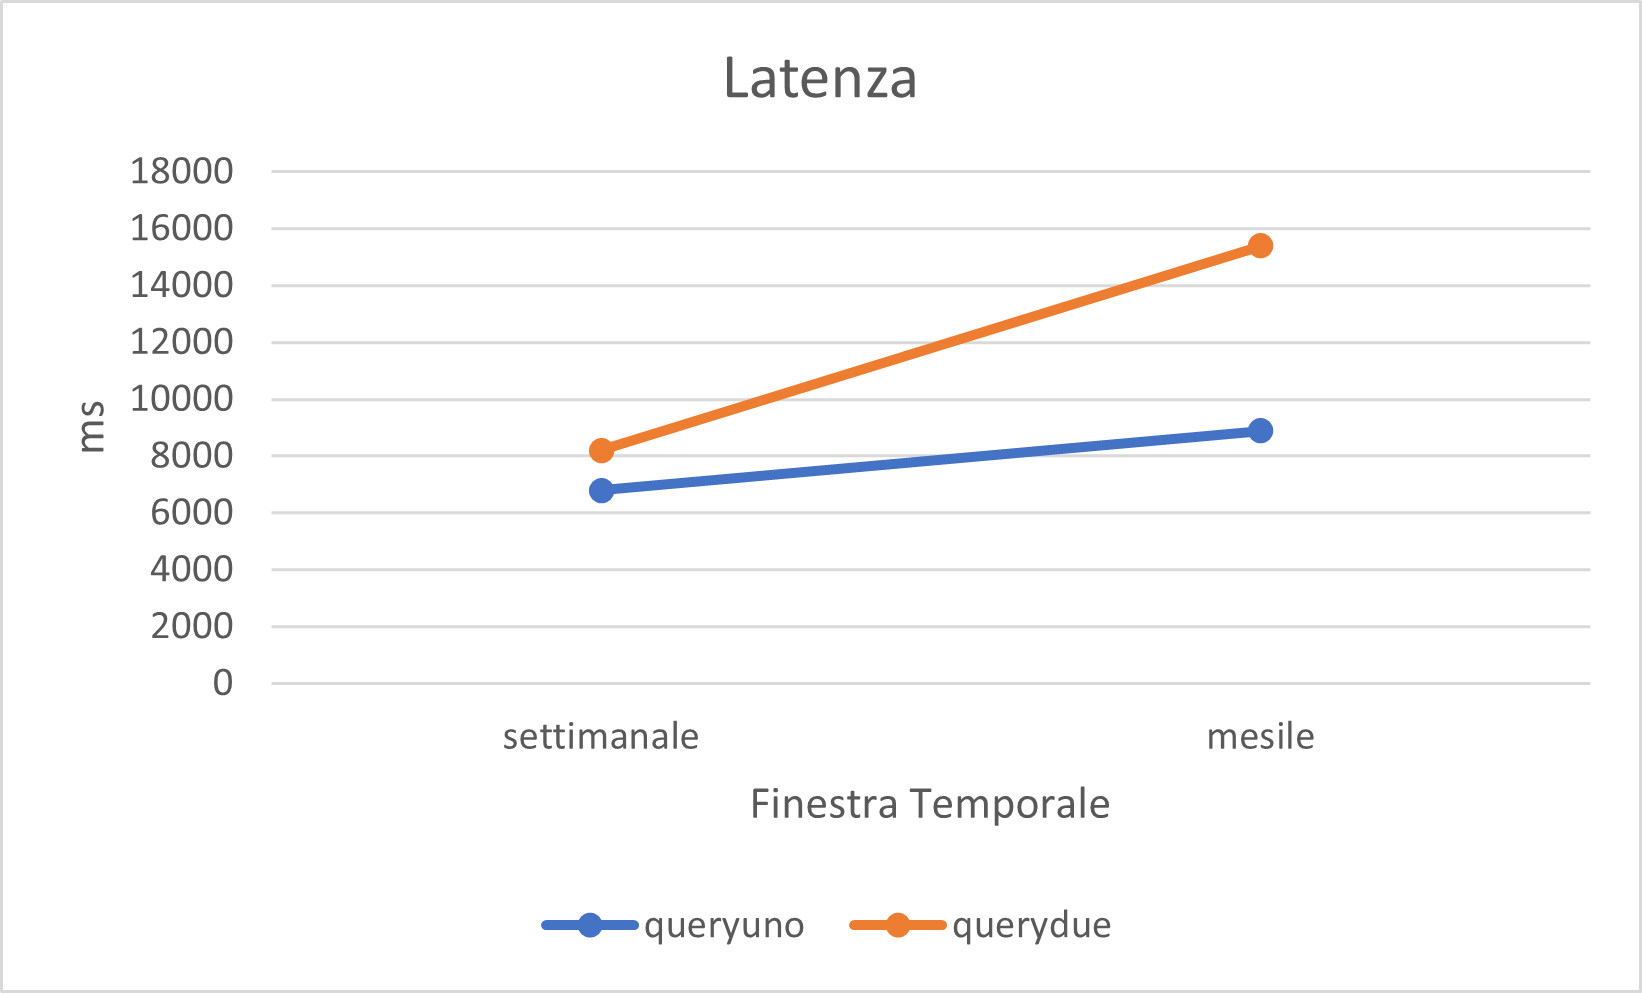 Latenza
18000
16000
14000
12000
10000
8000
6000
4000
2000
0
ms
settimanale mesile
Finestra Temporale
queryuno querydue